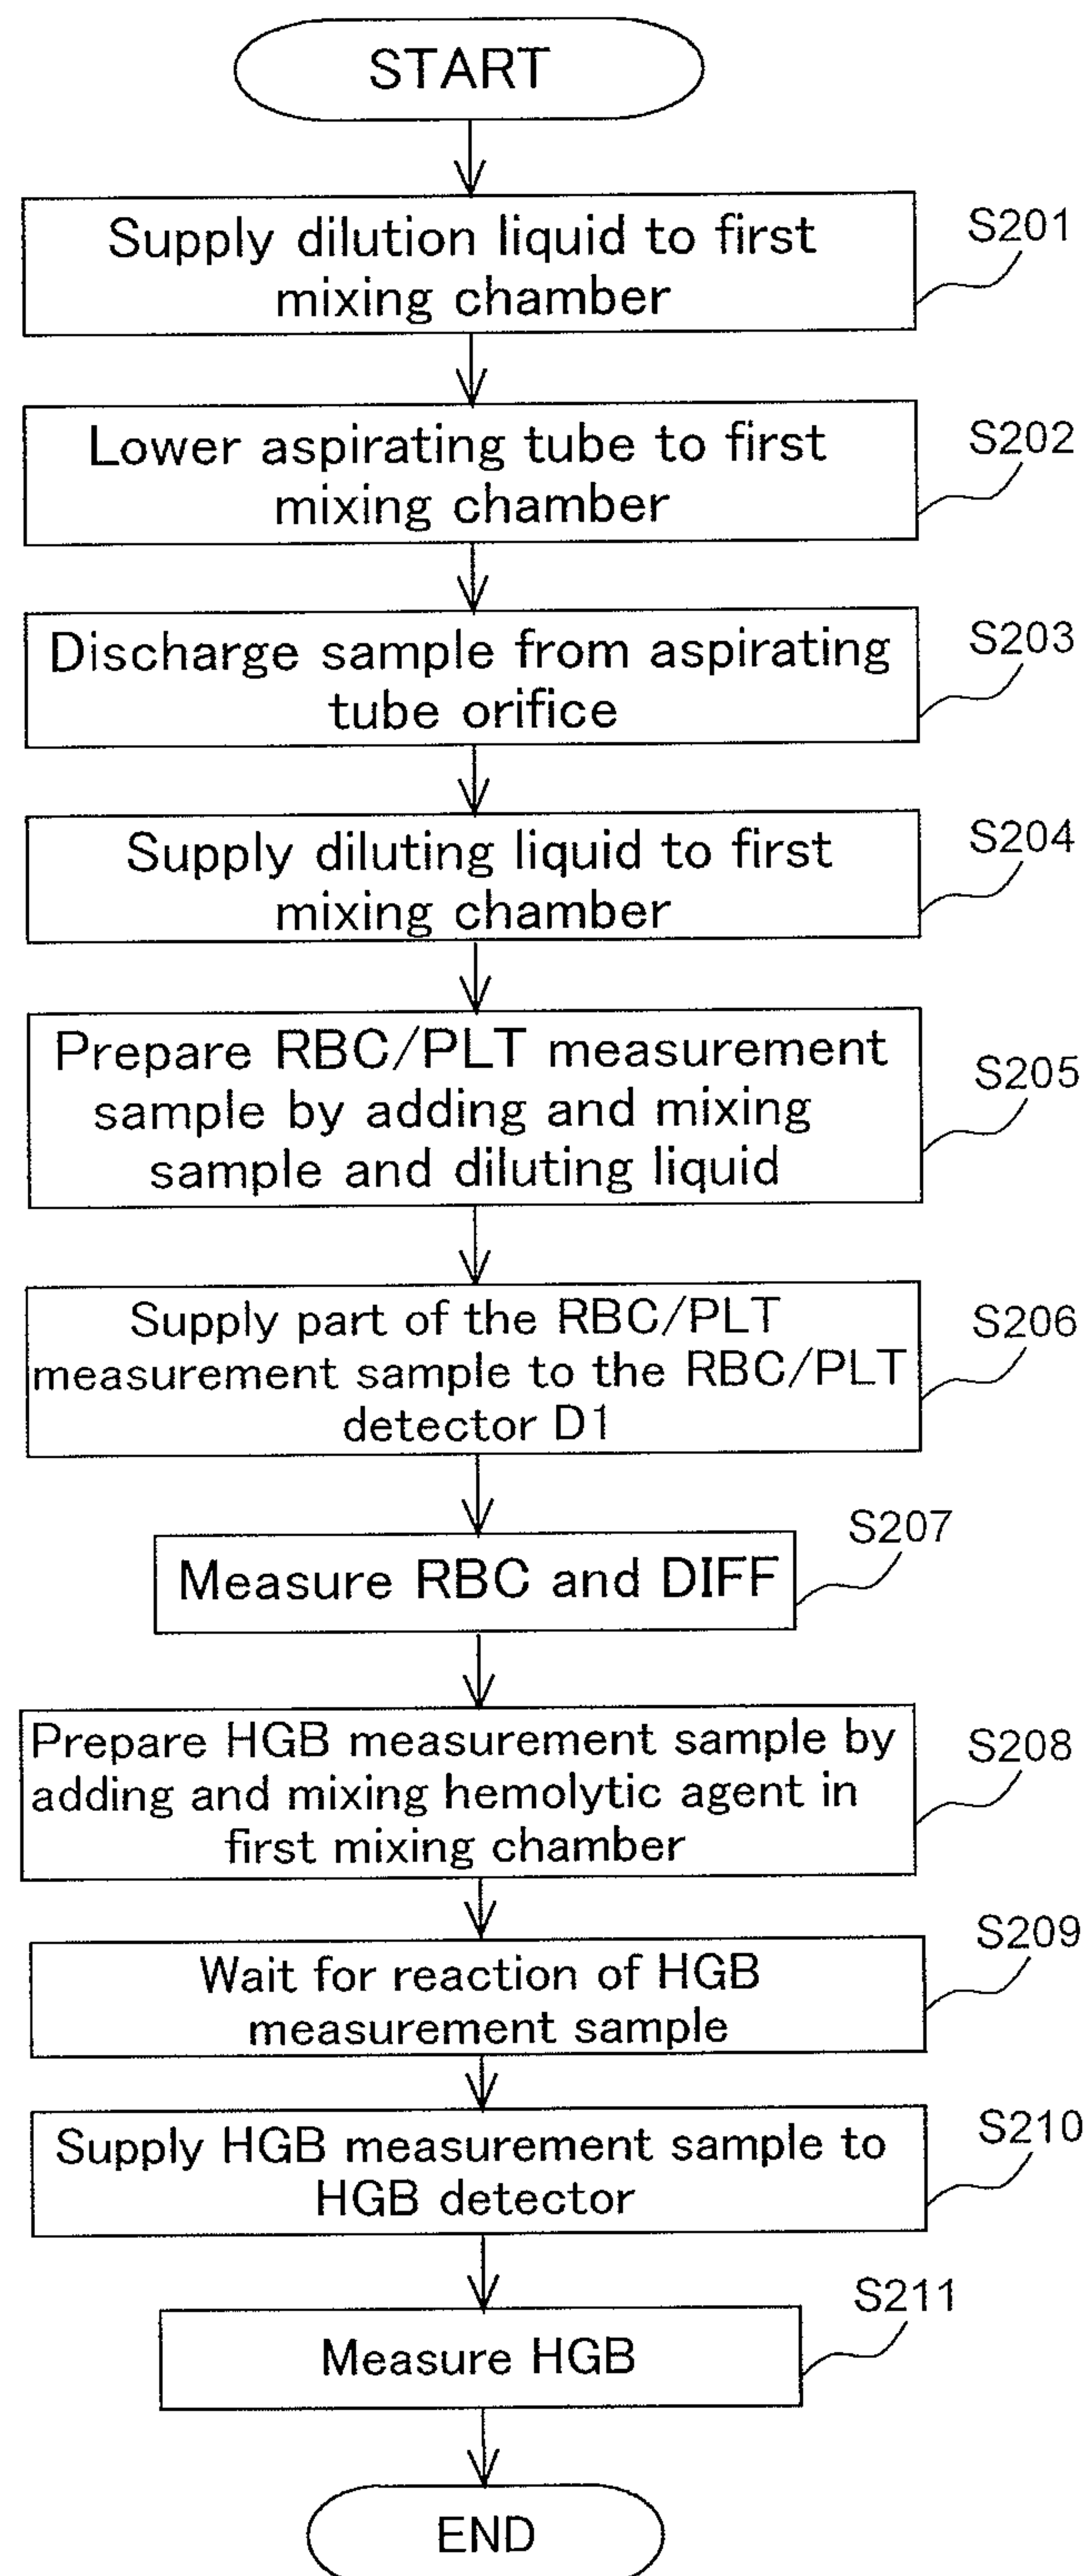 START
Supply dilution liquid to first
mixing chamber
S201
Lower aspirating tube to first
mixing chamber
S202
Discharge sample from aspirating
tube orifice
S203
Supply diluting liquid to first
mixing chamber
S204
Prepare RBC/PLT measurement
sample by adding and mixing
sample and diluting liquid
S205
Supply part of the RBC/PLT
measurement sample to the RBC/PLT
detector D1
S206
Measure RBC and DIFF
S207
Prepare HGB measurement sample by
adding and mixing hemolytic agent in
first mixing chamber
S208
Wait for reaction of HGB
measurement sample
S209
Supply HGB measurement sample to
HGB detector
S210
Measure HGB
S211
END